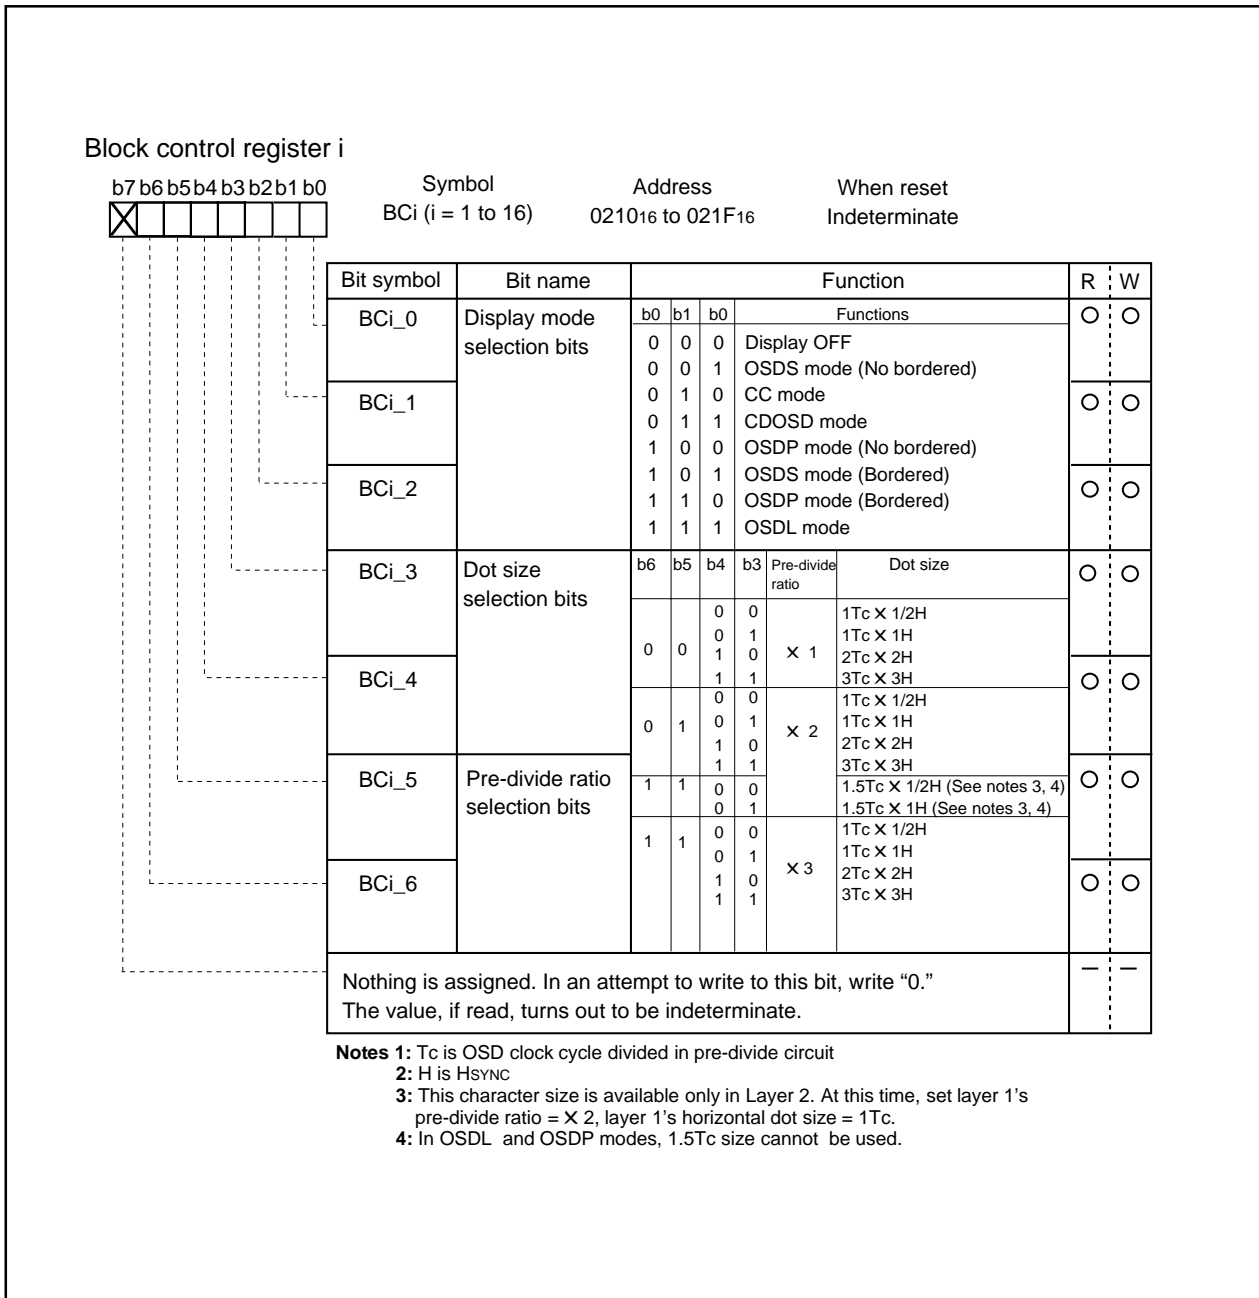 Block control register i
b7 b6 b5 b4 b3 b2 b1 b0
Symbol Address When reset
BCi (i = 1 to 16) 021016 to 021F16 Indeterminate
Bit symbol Bit name Function R W
BCi_0 Display mode selection bits
b0 b1 b0 Functions
0 0 0 Display OFF
0 0 1 OSDS mode (No bordered)
BCi_1 0 1 0 CC mode
0 1 1 CDOSD mode
1 0 0 OSDP mode (No bordered)
BCi_2 1 0 1 OSDS mode (Bordered)
1 1 0 OSDP mode (Bordered)
1 1 1 OSDL mode
BCi_3 Dot size selection bits
b6 b5 b4 b3 Pre-divide ratio Dot size
0 0 × 1
0 0 1Tc × 1/2H
0 1 1Tc × 1H
1 0 2Tc × 2H
BCi_4 1 1 3Tc × 3H
0 1 × 2
0 0 1Tc × 1/2H
0 1 1Tc × 1H
1 0 2Tc × 2H
1 1 3Tc × 3H
BCi_5 Pre-divide ratio selection bits
1 1 0 0 1.5Tc × 1/2H (See notes 3, 4)
0 1 1.5Tc × 1H (See notes 3, 4)
1 1 × 3
0 0 1Tc × 1/2H
0 1 1Tc × 1H
BCi_6 1 0 2Tc × 2H
1 1 3Tc × 3H
Nothing is assigned. In an attempt to write to this bit, write “0.” – –
The value, if read, turns out to be indeterminate.
Notes 1: Tc is OSD clock cycle divided in pre-divide circuit
2: H is HSYNC
3: This character size is available only in Layer 2. At this time, set layer 1’s
pre-divide ratio = × 2, layer 1’s horizontal dot size = 1Tc.
4: In OSDL and OSDP modes, 1.5Tc size cannot be used.